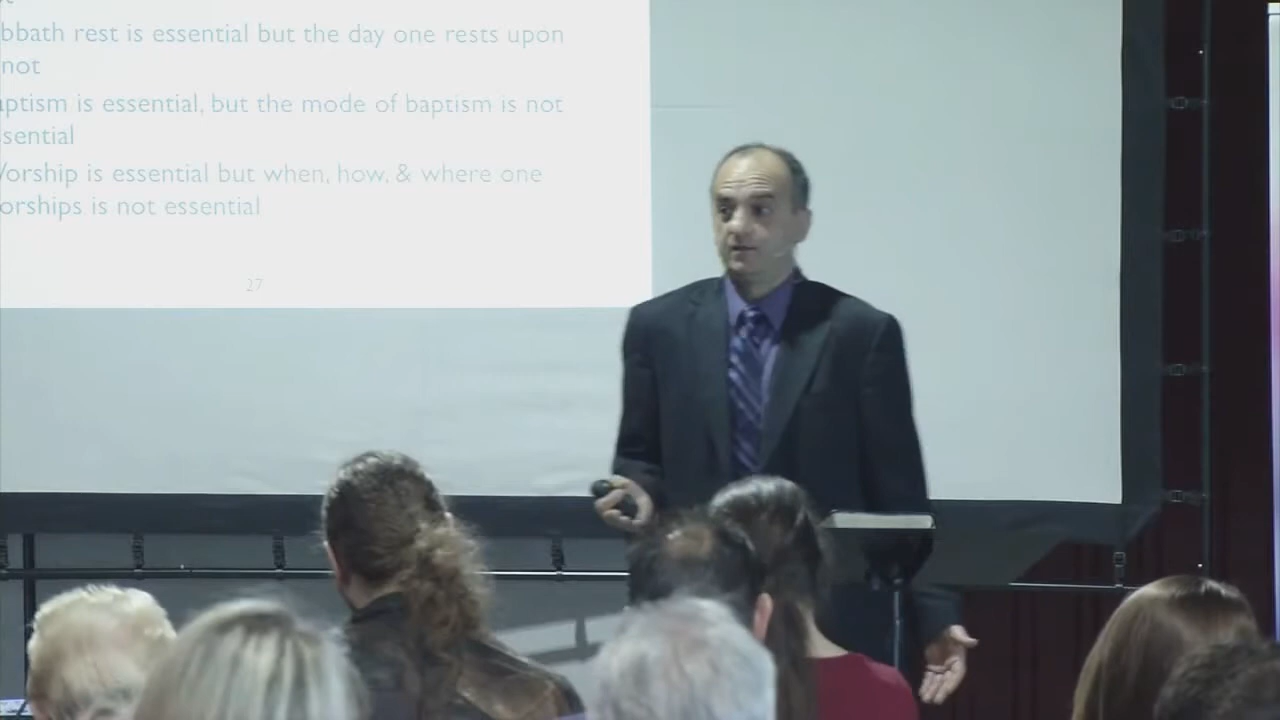 bbath rest is essential but the day one rests upon
not
aptism is essential, but the mode of baptism is not
sential
Vorship is essential but when, how, & where one
orships is not essential
27